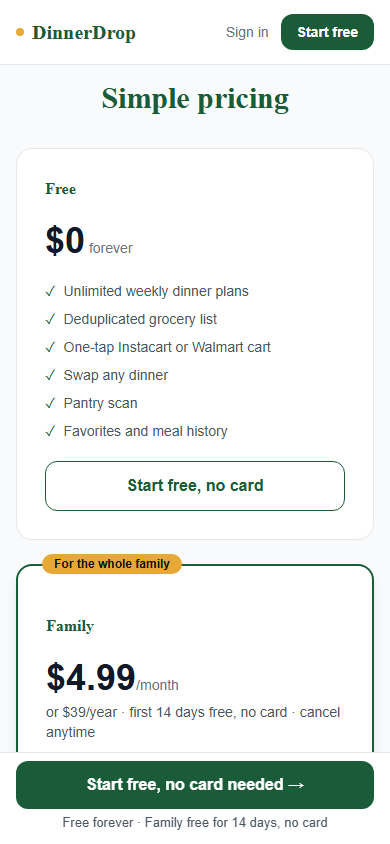 DinnerDrop
Sign in
Start free
Simple pricing
Free
$0 forever
✓ Unlimited weekly dinner plans
✓ Deduplicated grocery list
✓ One-tap Instacart or Walmart cart
✓ Swap any dinner
✓ Pantry scan
✓ Favorites and meal history
Start free, no card
For the whole family
Family
$4.99/month
or $39/year · first 14 days free, no card · cancel
anytime
Start free, no card needed →
Free forever · Family free for 14 days, no card